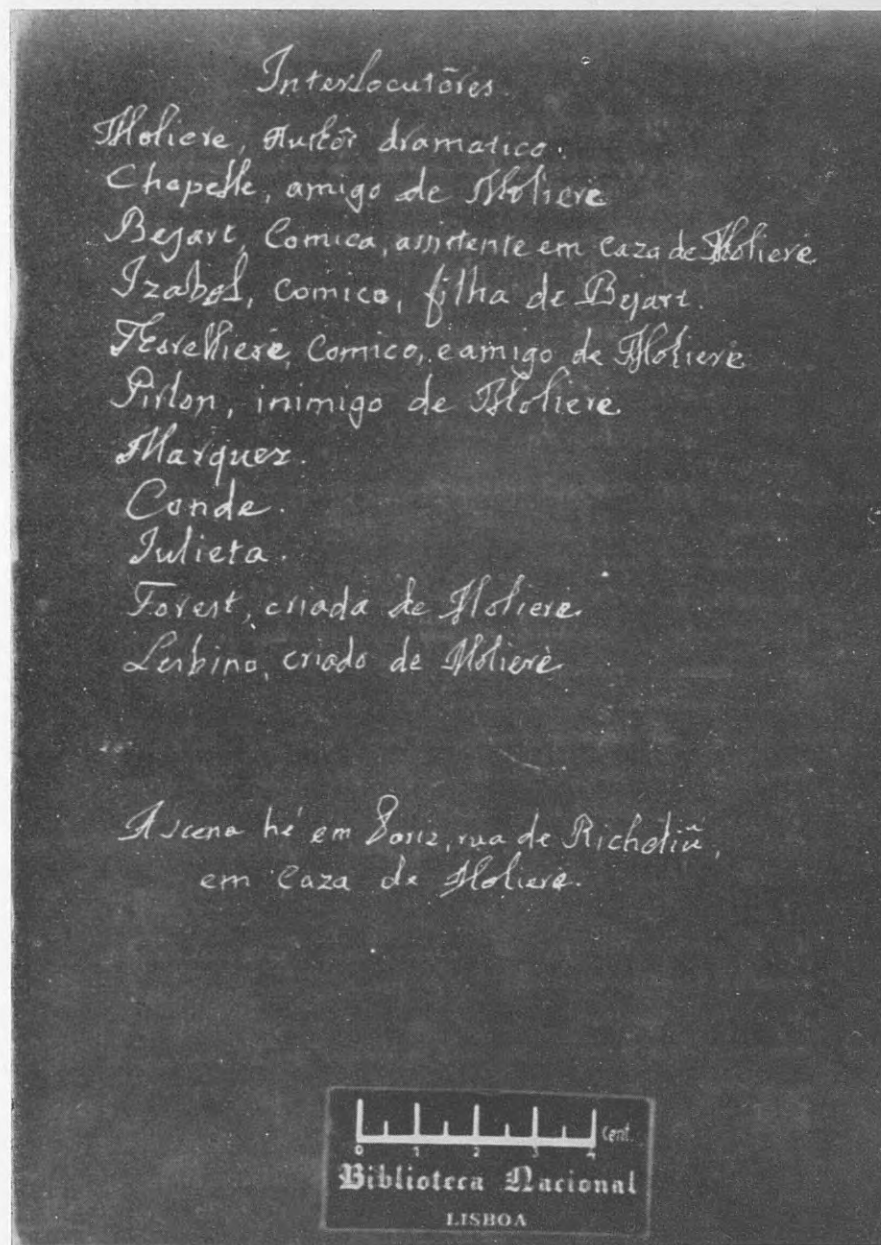 Interlocutôres.
Moliere, Autôr dramatico.
Chapelle, amigo de Moliere
Bejart, Comica, assistente em Caza de Moliere
Izabel, Comica, filha de Bejart.
Comico, e amigo de Moliere
Pirlon, inimigo de Moliere
Marquez.
Conde.
Julieta.
Forest, criada de Moliere.
Lesbino, criado de Moliere
A scena hé em Pariz, rua de Richeliũ,
em Caza de Moliere.
Cent.
0 1 2 3 4
Biblioteca Nacional
LISBOA